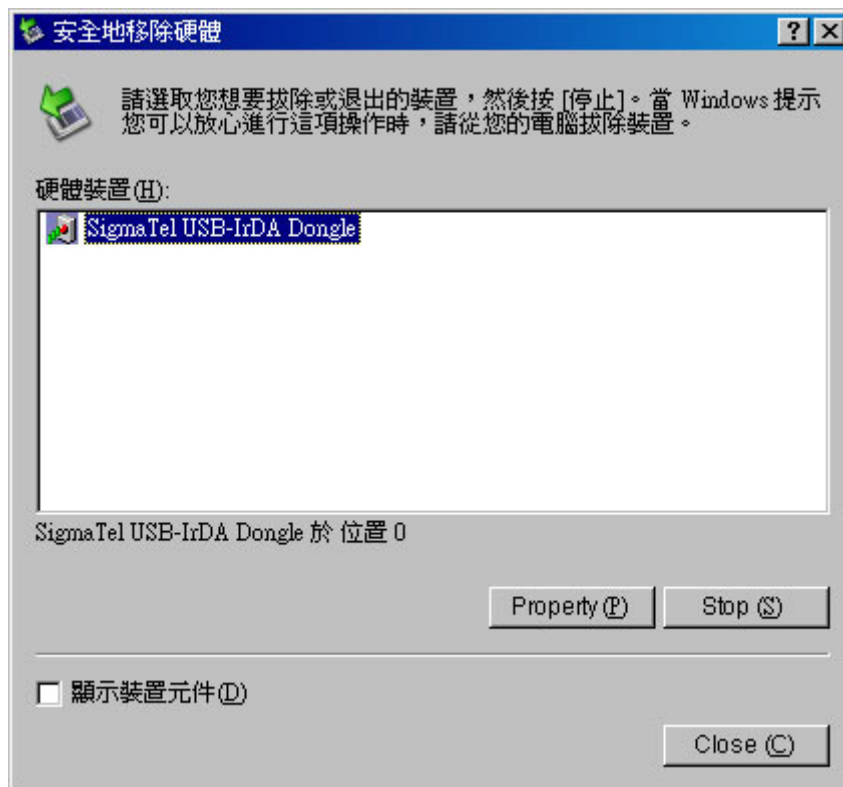 安全地移除硬體
請選取您想要拔除或退出的裝置，然後按 [停止]。當 Windows 提示
您可以放心進行這項操作時，請從您的電腦拔除裝置。
硬體裝置(H):
SigmaTel USB-IrDA Dongle
SigmaTel USB-IrDA Dongle 於 位置 0
Property (P) Stop (S)
顯示裝置元件(D)
Close (C)